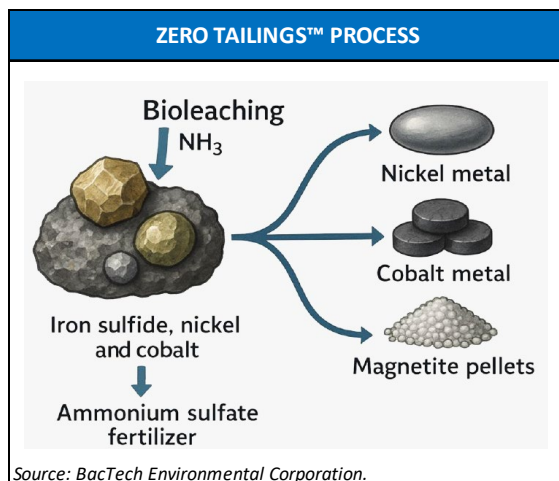 ZERO TAILINGS™ PROCESS
Bioleaching
NH₃
Nickel metal
Cobalt metal
Magnetite pellets
Iron sulfide, nickel
and cobalt
Ammonium sulfate
fertilizer
Source: BacTech Environmental Corporation.